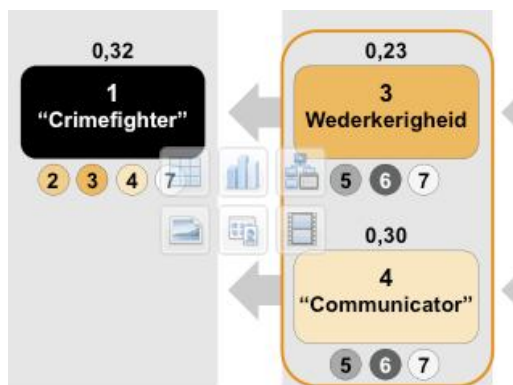 0,32
1
“Crimefighter”
2 3 4 7
0,23
3
Wederkerigheid
5 6 7
0,30
4
“Communicator”
5 6 7